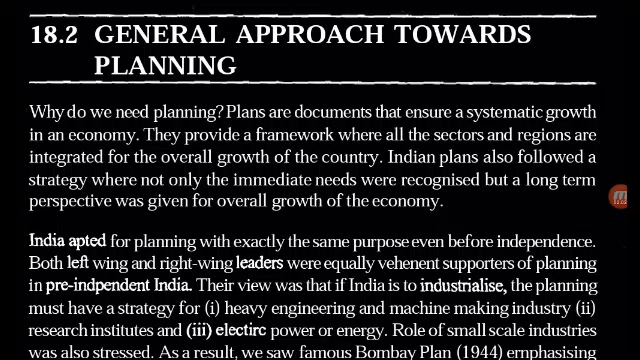 18.2 GENERAL APPROACH TOWARDS
PLANNING
Why do we need planning? Plans are documents that ensure a systematic growth
in an economy. They provide a framework where all the sectors and regions are
integrated for the overall growth of the country. Indian plans also followed a
strategy where not only the immediate needs were recognised but a long term
perspective was given for overall growth of the economy.
India apted for planning with exactly the same purpose even before independence.
Both left wing and right-wing leaders were equally vehenent supporters of planning
in pre-indpendent India. Their view was that if India is to industrialise, the planning
must have a strategy for (i) heavy engineering and machine making industry (ii)
research institutes and (iii) electirc power or energy. Role of small scale industries
was also stressed. As a result, we saw famous Bombay Plan (1944) ernphasising